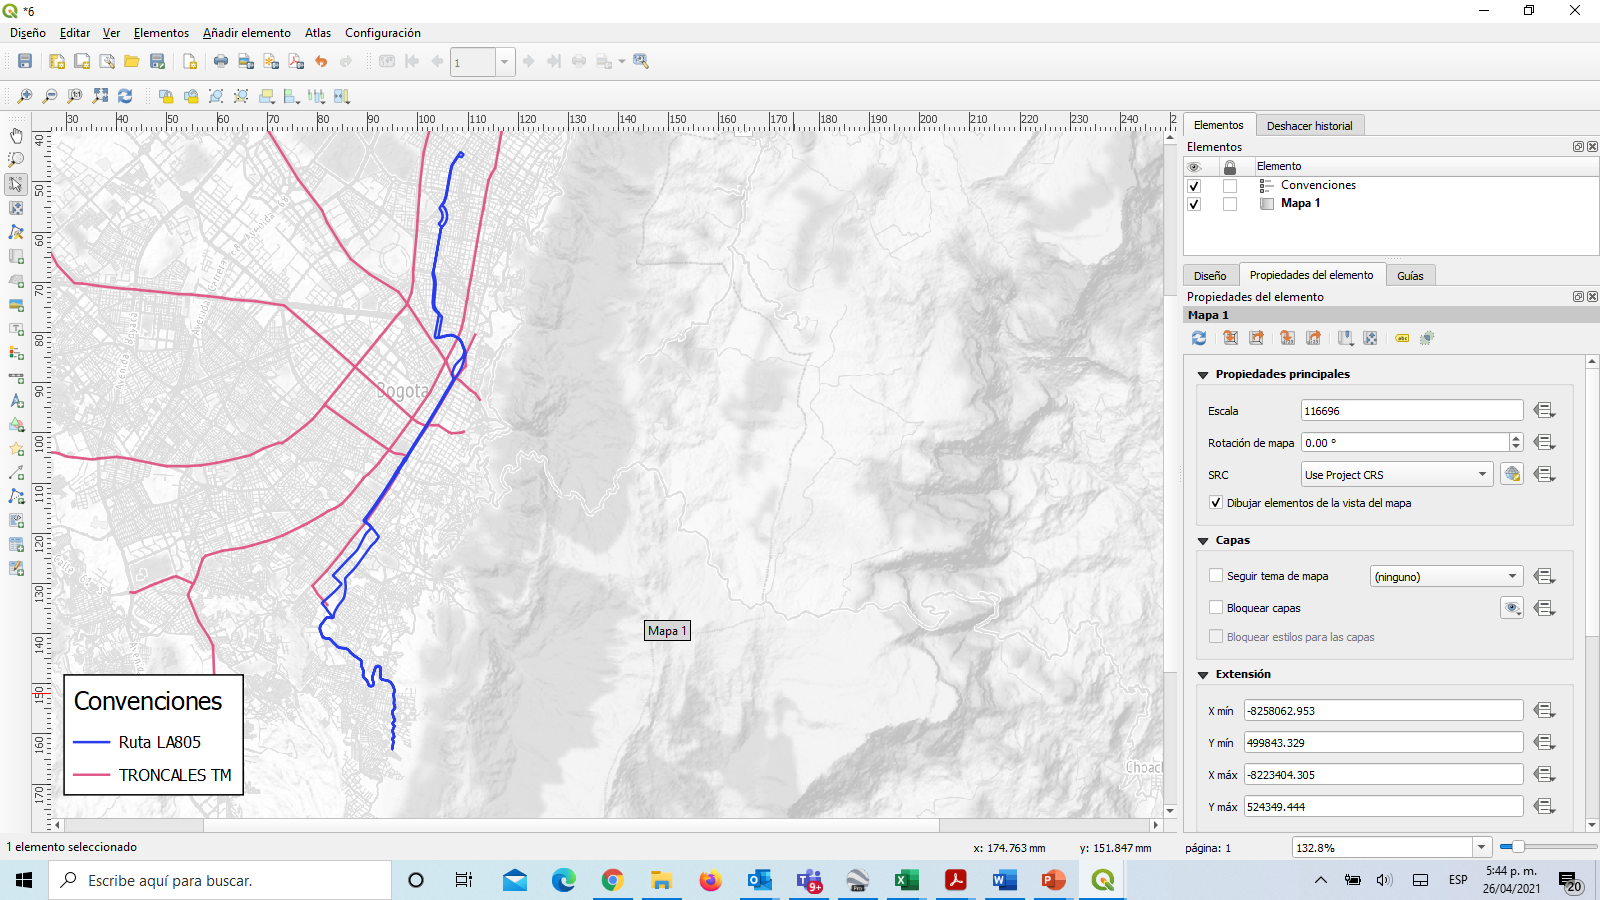 *6
Diseño Editar Ver Elementos Añadir elemento Atlas Configuración
1
30 40 50 60 70 80 90 100 110 120 130 140 150 160 170 180 190 200 210 220 230 240 2
40
50
60
70
80
90
100
110
120
130
140
150
160
170
Bogota
Mapa 1
Choach
Convenciones
Ruta LA805
TRONCALES TM
Elementos Deshacer historial
Elementos
Elemento
Convenciones
Mapa 1
Diseño Propiedades del elemento Guías
Propiedades del elemento
Mapa 1
Propiedades principales
Escala 116696
Rotación de mapa 0.00 °
SRC Use Project CRS
Dibujar elementos de la vista del mapa
Capas
Seguir tema de mapa (ninguno)
Bloquear capas
Bloquear estilos para las capas
Extensión
X mín -8258062.953
Y mín 499843.329
X máx -8223404.305
Y máx 524349.444
1 elemento seleccionado x: 174.763 mm y: 151.847 mm página: 1 132.8%
Escribe aquí para buscar. 9+ Pro ESP 5:44 p. m.
26/04/2021 20